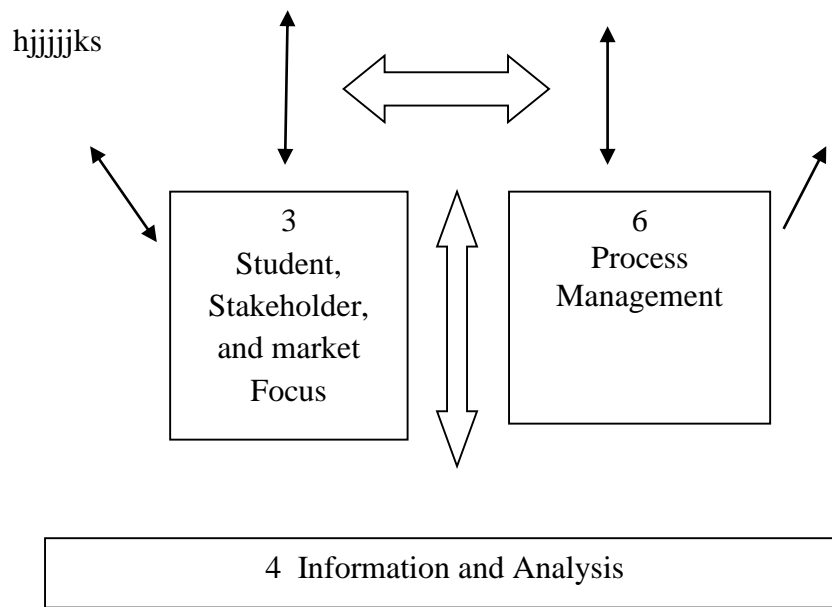 hjjjjjks
3
Student,
Stakeholder,
and market
Focus
6
Process
Management
4 Information and Analysis